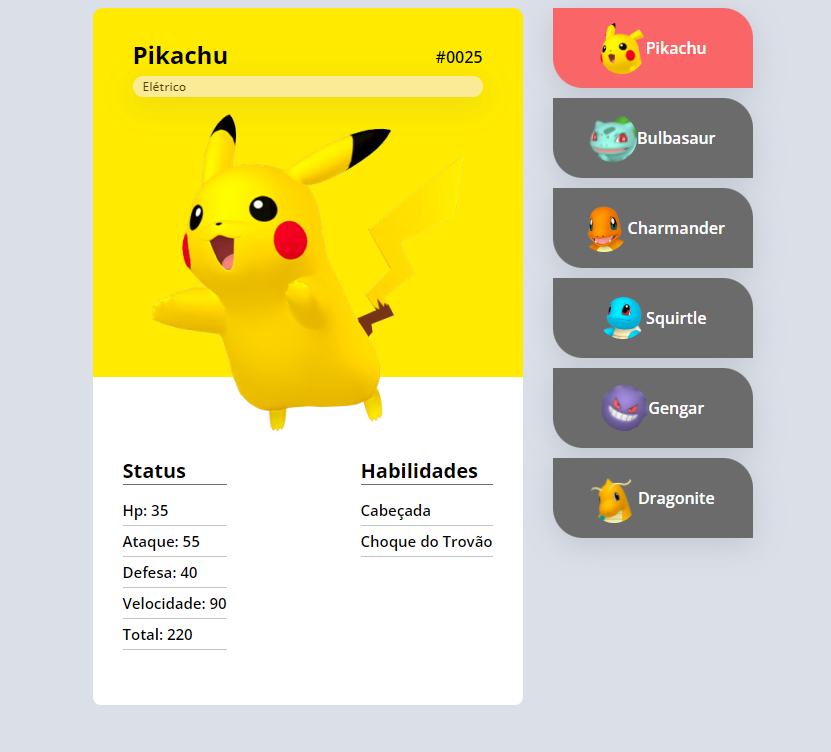 Pikachu
#0025
Elétrico
Status
Hp: 35
Ataque: 55
Defesa: 40
Velocidade: 90
Total: 220
Habilidades
Cabeçada
Choque do Trovão
Pikachu
Bulbasaur
Charmander
Squirtle
Gengar
Dragonite